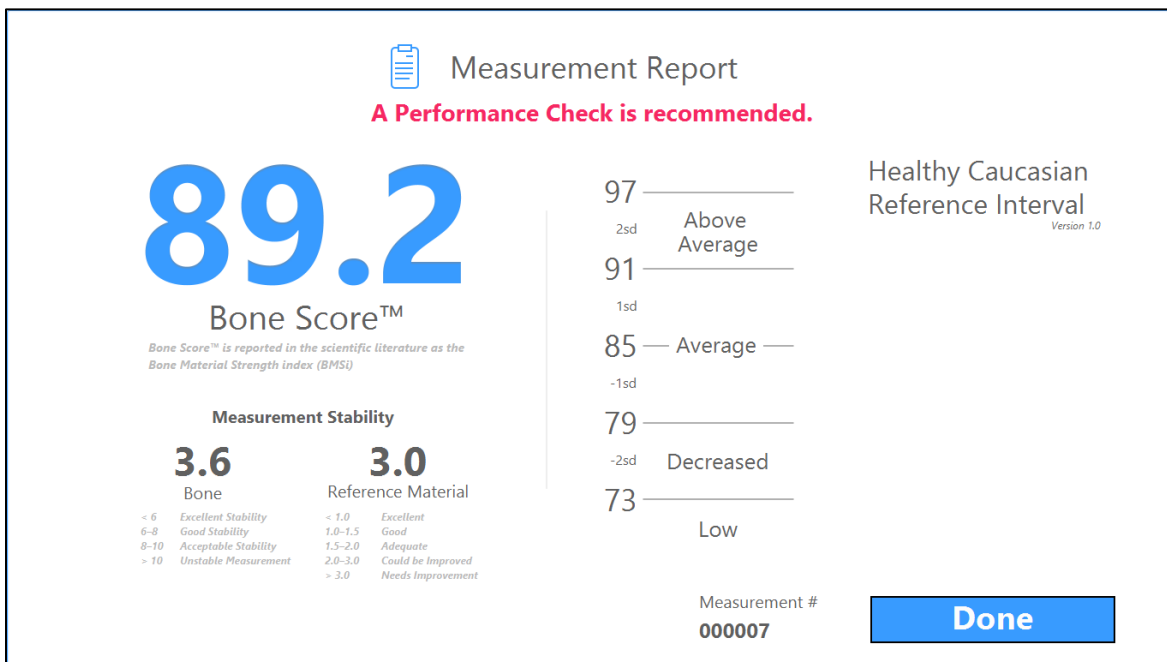 Measurement Report
A Performance Check is recommended.
89.2
Bone Score™
Bone Score™ is reported in the scientific literature as the
Bone Material Strength index (BMSi)
Measurement Stability
3.6
Bone
< 6 Excellent Stability
6–8 Good Stability
8–10 Acceptable Stability
> 10 Unstable Measurement
3.0
Reference Material
< 1.0 Excellent
1.0–1.5 Good
1.5–2.0 Adequate
2.0–3.0 Could be Improved
> 3.0 Needs Improvement
97
2sd Above
Average
91
1sd
85 Average
-1sd
79
-2sd Decreased
73
Low
Healthy Caucasian
Reference Interval
Version 1.0
Measurement #
000007
Done